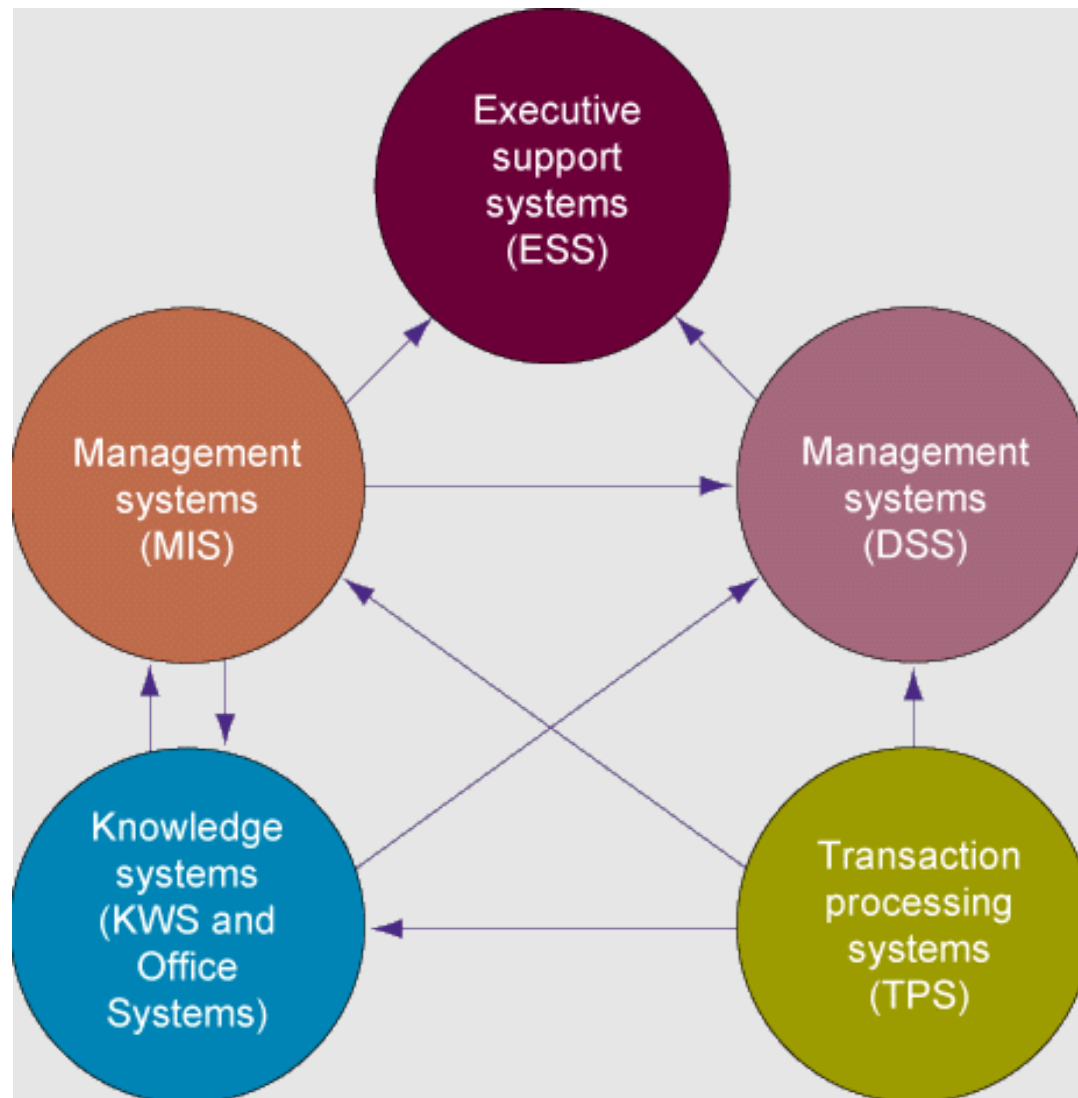 Executive
support
systems
(ESS)
Management
systems
(MIS)
Management
systems
(DSS)
Knowledge
systems
(KWS and
Office
Systems)
Transaction
processing
systems
(TPS)